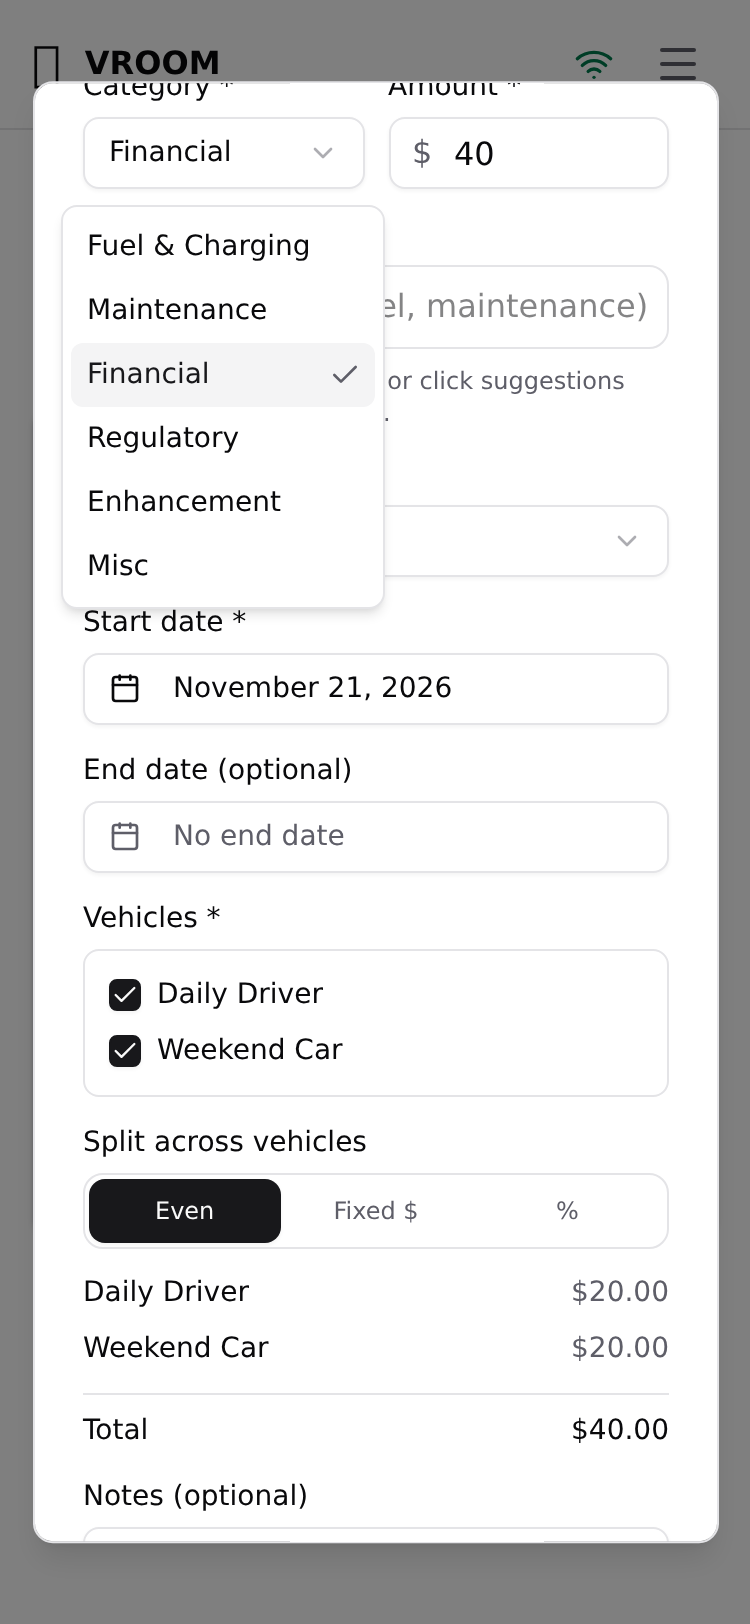 VROOM
Category *
Amount *
Financial
$ 40
Fuel & Charging
Maintenance
el, maintenance)
Financial
or click suggestions
.
Regulatory
Enhancement
Misc
Start date *
November 21, 2026
End date (optional)
No end date
Vehicles *
Daily Driver
Weekend Car
Split across vehicles
Even
Fixed $
%
Daily Driver
$20.00
Weekend Car
$20.00
Total
$40.00
Notes (optional)